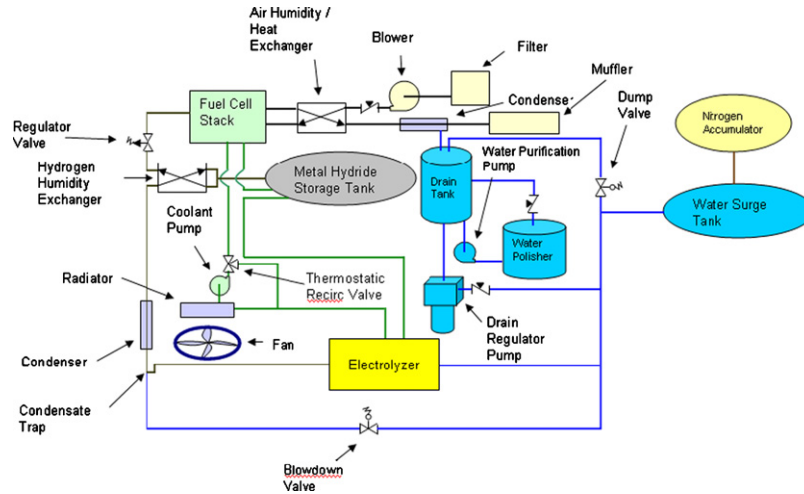 Air Humidity /
Heat
Exchanger
Blower
Filter
Muffler
Condenser
Dump
Valve
Fuel Cell
Stack
Nitrogen
Accumulator
Regulator
Valve
Hydrogen
Humidity
Exchanger
Metal Hydride
Storage Tank
Water Purification
Pump
Drain
Tank
Water Surge
Tank
Coolant
Pump
Water
Polisher
Radiator
Thermostatic
Recirc Valve
Drain
Regulator
Pump
Fan
Condenser
Electrolyzer
Condensate
Trap
Blowdown
Valve